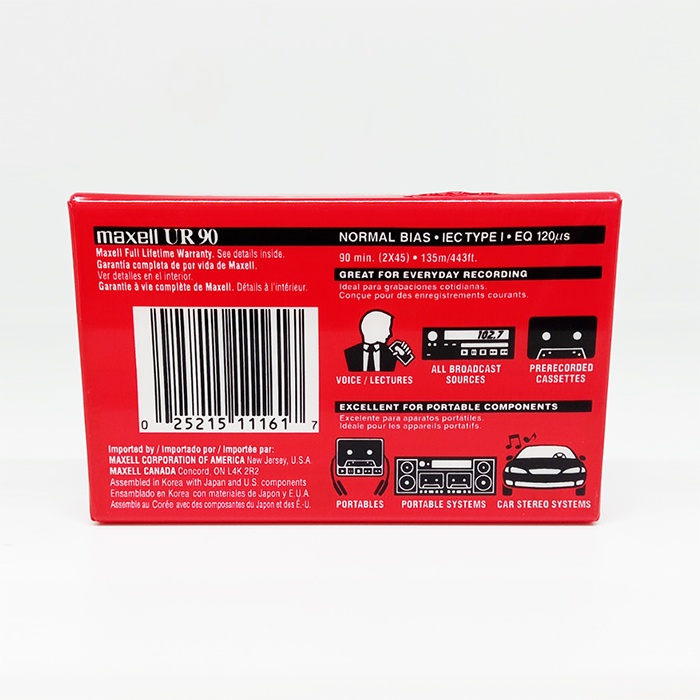 maxell UR 90
Maxell Full Lifetime Warranty. See details inside.
Garantía completa de por vida de Maxell.
Ver detalles en el interior.
Garantie à vie complète de Maxell. Détails à l'intérieur.
0 25215 11161 7
Imported by / Importado por / Importée par:
MAXELL CORPORATION OF AMERICA New Jersey, U.S.A.
MAXELL CANADA Concord, ON L4K 2R2
Assembled in Korea with Japan and U.S. components
Ensamblado en Korea con materiales de Japon y E.U.A.
Assemble au Corée avec des composantes du Japon et des É.-U.
NORMAL BIAS • IEC TYPE I • EQ 120µs
90 min. (2X45) • 135m/443ft.
GREAT FOR EVERYDAY RECORDING
Ideal para grabaciones cotidianas.
Conçue pour des enregistrements courants.
102.7
VOICE / LECTURES
ALL BROADCAST
SOURCES
PRERECORDED
CASSETTES
EXCELLENT FOR PORTABLE COMPONENTS
Excelente para aparatos portátiles.
Idéale pour les appareils portatifs.
PORTABLES
PORTABLE SYSTEMS
CAR STEREO SYSTEMS